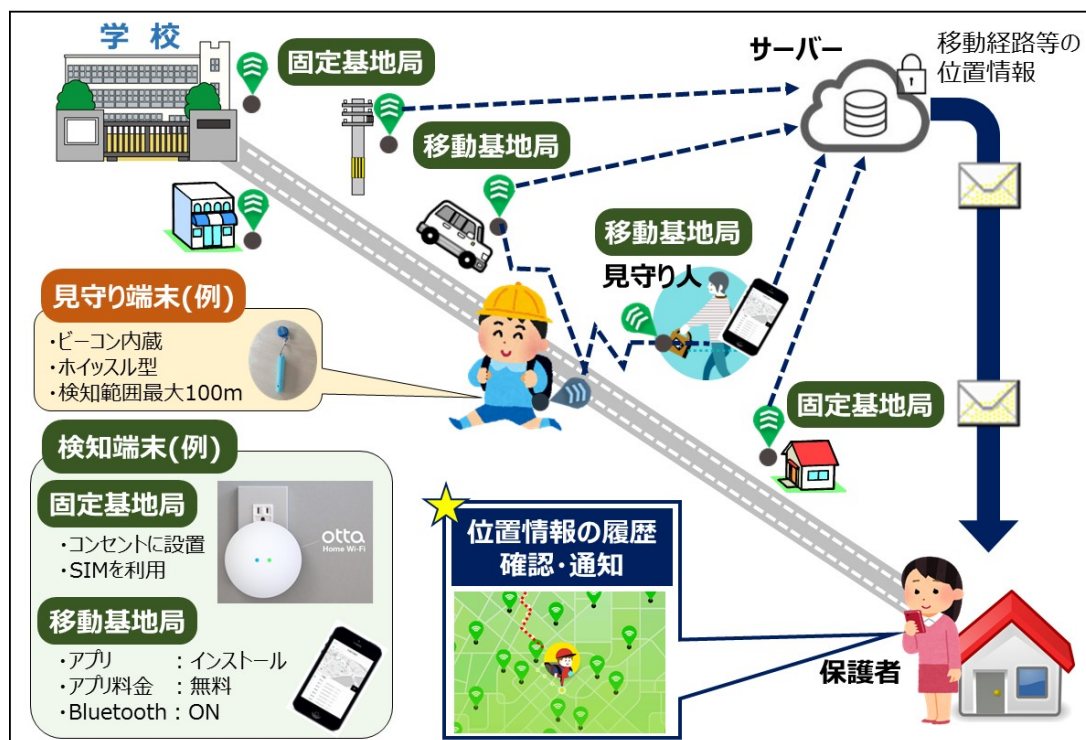 学 校
固定基地局
サーバー
移動経路等の
位置情報
移動基地局
移動基地局
見守り人
見守り端末(例)
・ビーコン内蔵
・ホイッスル型
・検知範囲最大100m
固定基地局
検知端末(例)
固定基地局
・コンセントに設置
・SIMを利用
otta
Home Wi-Fi
移動基地局
・アプリ :インストール
・アプリ料金 :無料
・Bluetooth:ON
位置情報の履歴
確認・通知
保護者